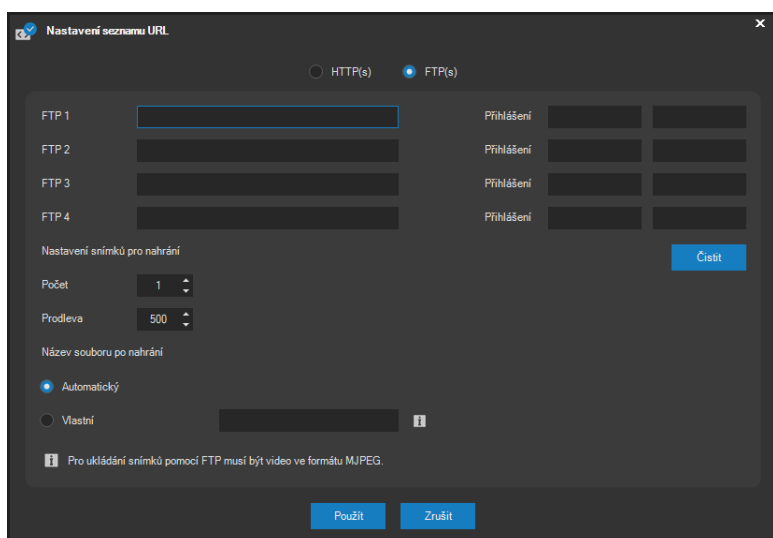 Nastavení seznamu URL
HTTP(s) FTP(s)
FTP 1 Přihlášení
FTP 2 Přihlášení
FTP 3 Přihlášení
FTP 4 Přihlášení
Nastavení snímků pro nahrání
Čistit
Počet 1
Prodleva 500
Název souboru po nahrání
Automatický
Vlastní
Pro ukládání snímků pomocí FTP musí být video ve formátu MJPEG.
Použít Zrušit